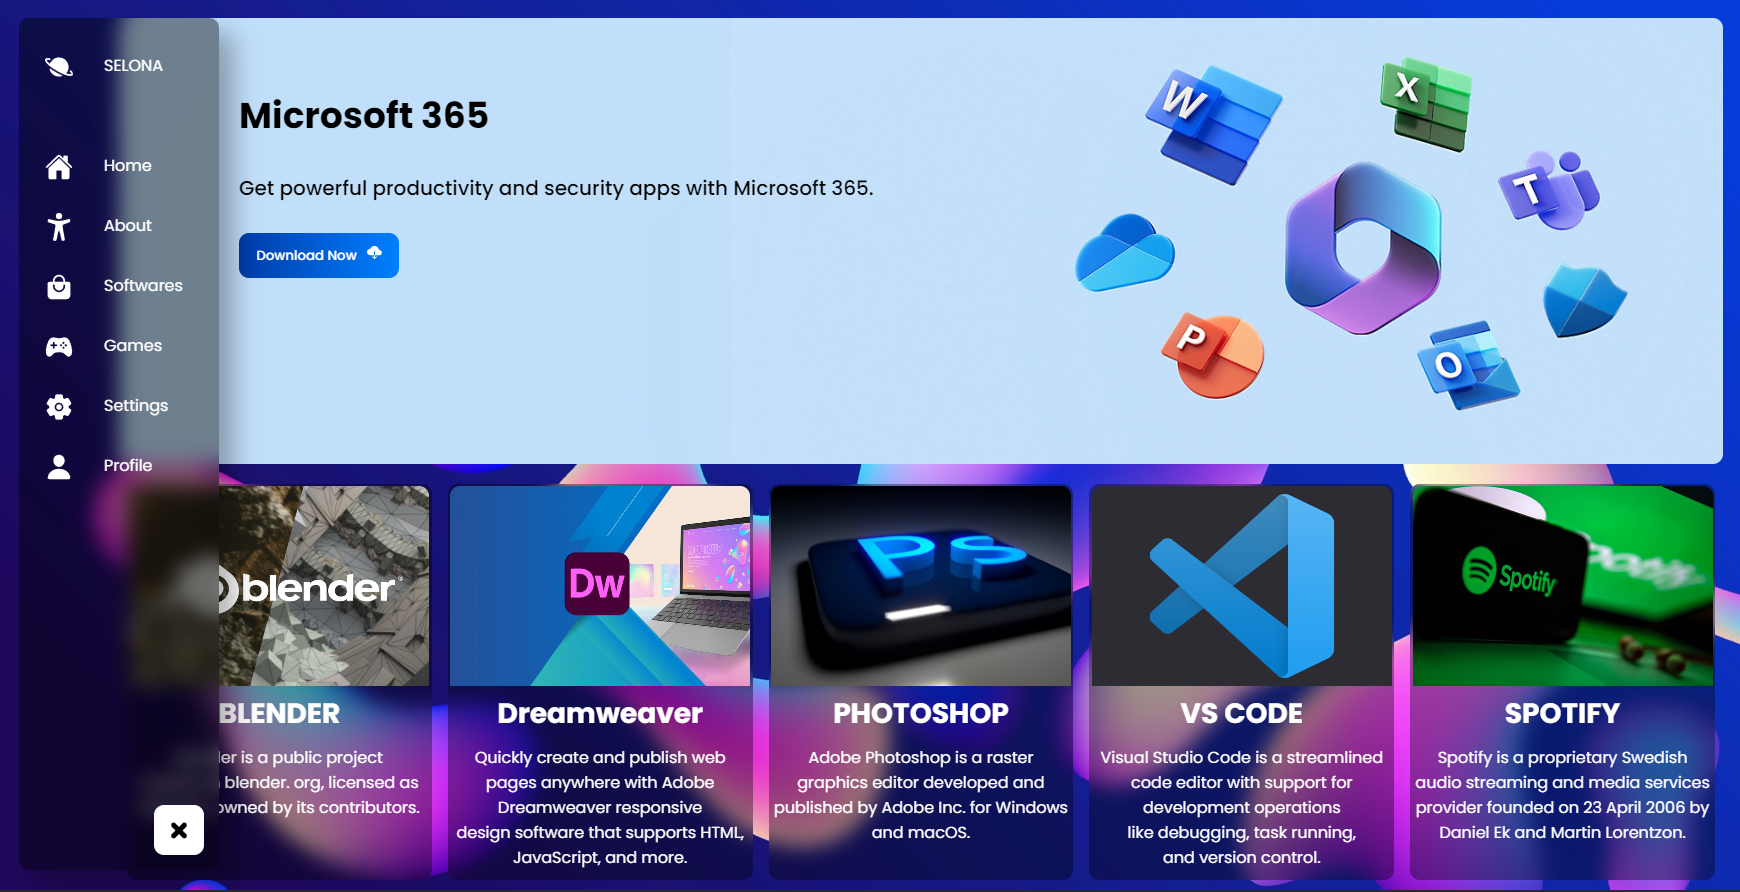 SELONA
Home
About
Softwares
Games
Settings
Profile
Microsoft 365
Get powerful productivity and security apps with Microsoft 365.
Download Now
W
X
T
P
O
blender
BLENDER
is a public project
blender. org, licensed as
owned by its contributors.
Dw
Dreamweaver
Quickly create and publish web
pages anywhere with Adobe
Dreamweaver responsive
design software that supports HTML,
JavaScript, and more.
PS
PHOTOSHOP
Adobe Photoshop is a raster
graphics editor developed and
published by Adobe Inc. for Windows
and macOS.
VS CODE
Visual Studio Code is a streamlined
code editor with support for
development operations
like debugging, task running,
and version control.
Spotify
SPOTIFY
Spotify is a proprietary Swedish
audio streaming and media services
provider founded on 23 April 2006 by
Daniel Ek and Martin Lorentzon.